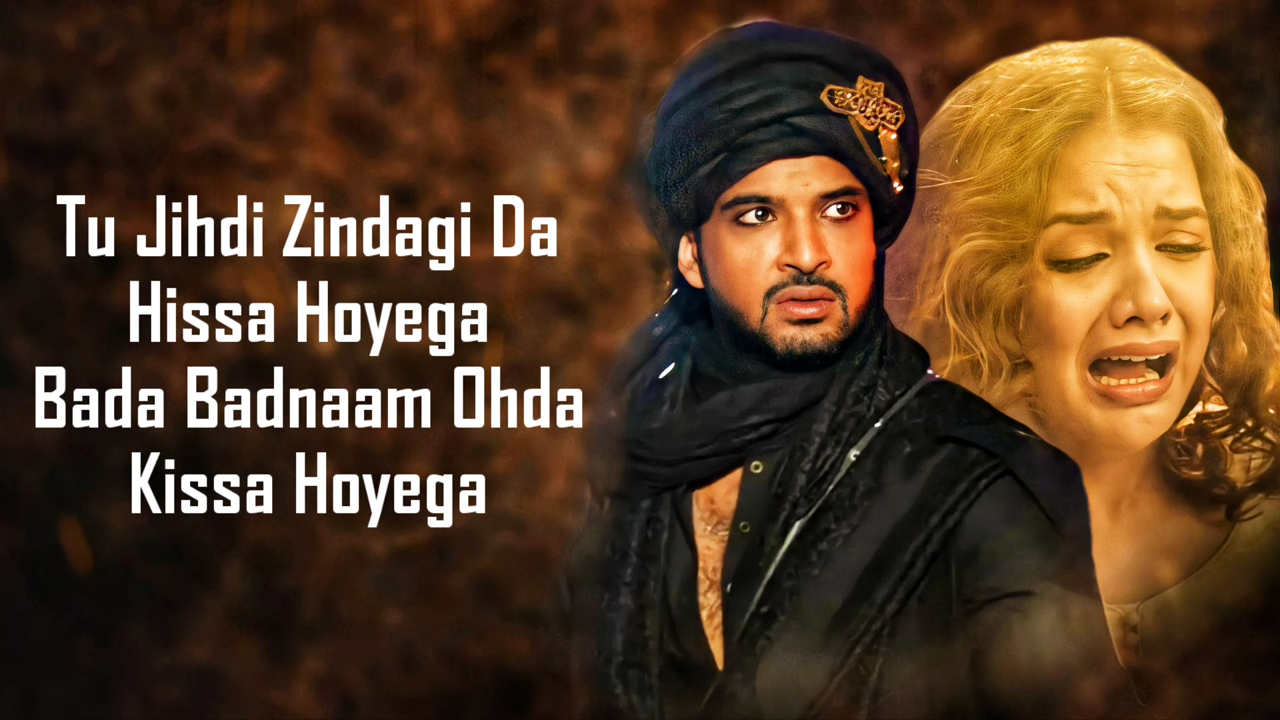 Tu Jihdi Zindagi Da
Hissa Hoyega
Bada Badnaam Ohda
Kissa Hoyega